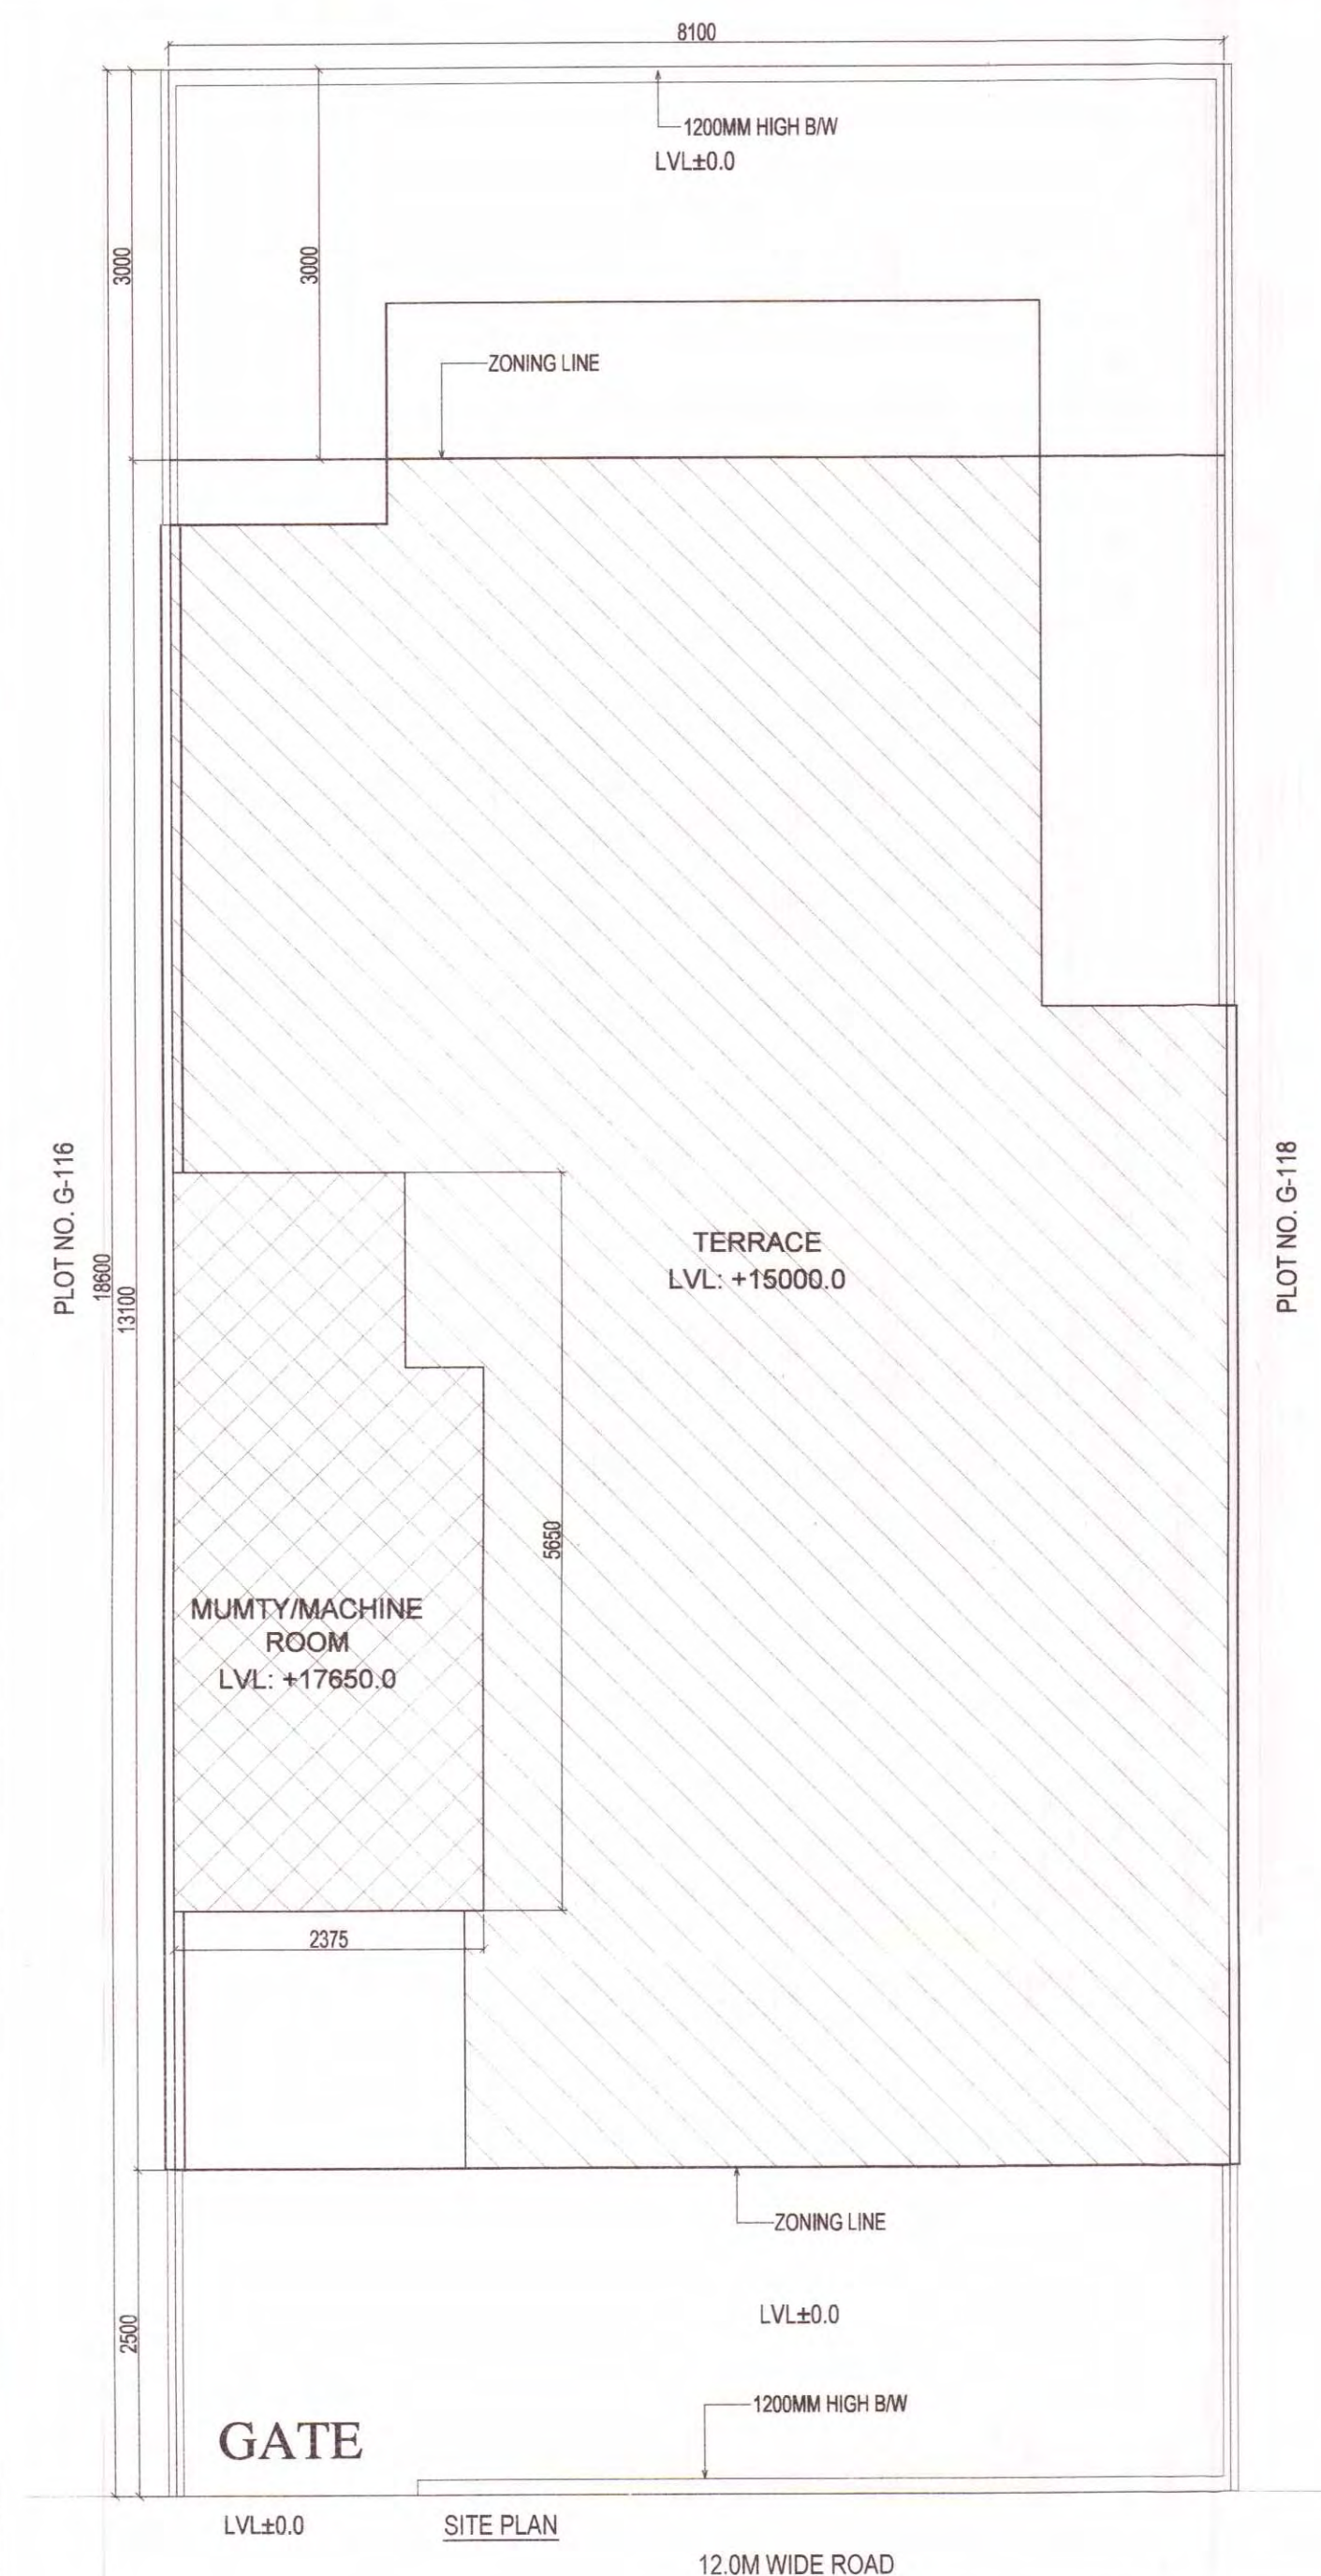 8100
1200MM HIGH B/W
LVL±0.0
3000
3000
ZONING LINE
PLOT NO. G-116
18600
13100
TERRACE
LVL: +15000.0
PLOT NO. G-118
5650
MUMTY/MACHINE
ROOM
LVL: +17650.0
2375
ZONING LINE
LVL±0.0
2500
1200MM HIGH B/W
GATE
LVL±0.0
SITE PLAN
12.0M WIDE ROAD